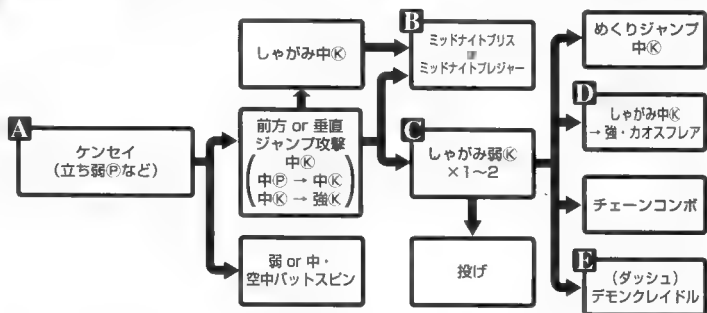 A
ケンセイ
(立ち弱Ⓟなど)
しゃがみ中Ⓚ
前方 or 垂直
ジャンプ攻撃
中Ⓚ
中Ⓟ → 中Ⓚ
中Ⓚ → 強Ⓚ
弱 or 中・
空中バットスピン
B
ミッドナイトブリス
or
ミッドナイトプレジャー
C
しゃがみ弱Ⓚ
×1～2
投げ
めくりジャンプ
中Ⓚ
D
しゃがみ中Ⓚ
→ 強・カオスフレア
チェーンコンボ
E
(ダッシュ)
デモンクレイドル